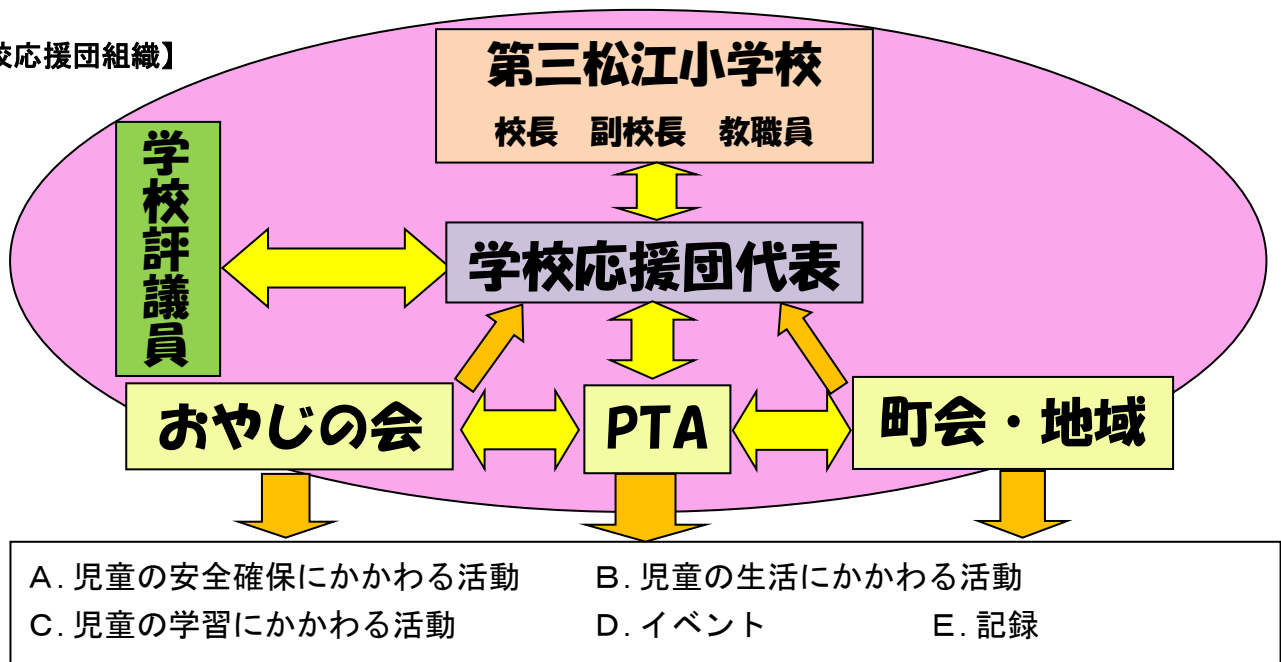 校応援団組織】
第三松江小学校
校長 副校長 教職員
学校評議員
学校応援団代表
おやじの会
PTA
町会・地域
A.児童の安全確保にかかわる活動 B.児童の生活にかかわる活動
C.児童の学習にかかわる活動 D.イベント E.記録